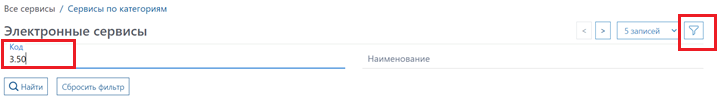 Все сервисы / Сервисы по категориям
Электронные сервисы
< > 5 записей
Код
3.50 Наименование
Найти Сбросить фильтр